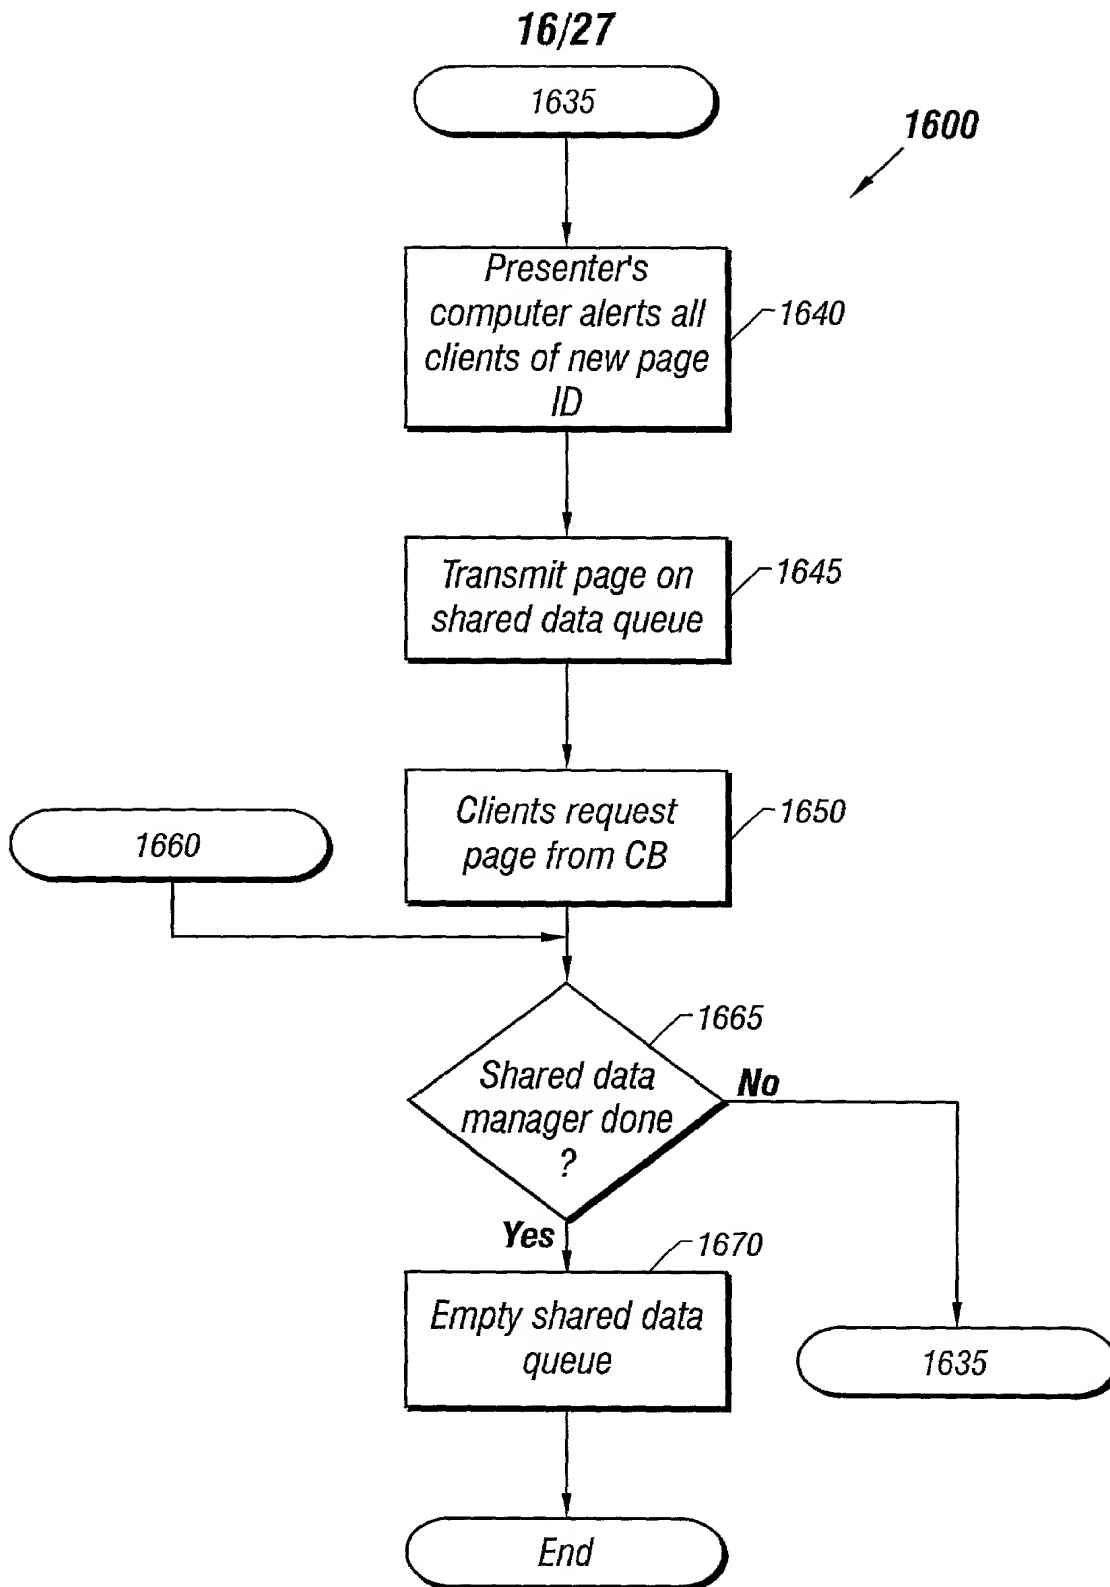 16/27
1635
1600
Presenter's
computer alerts all
clients of new page
ID
1640
Transmit page on
shared data queue
1645
Clients request
page from CB
1650
1660
1665
Shared data
manager done
?
No
Yes
1670
Empty shared data
queue
1635
End